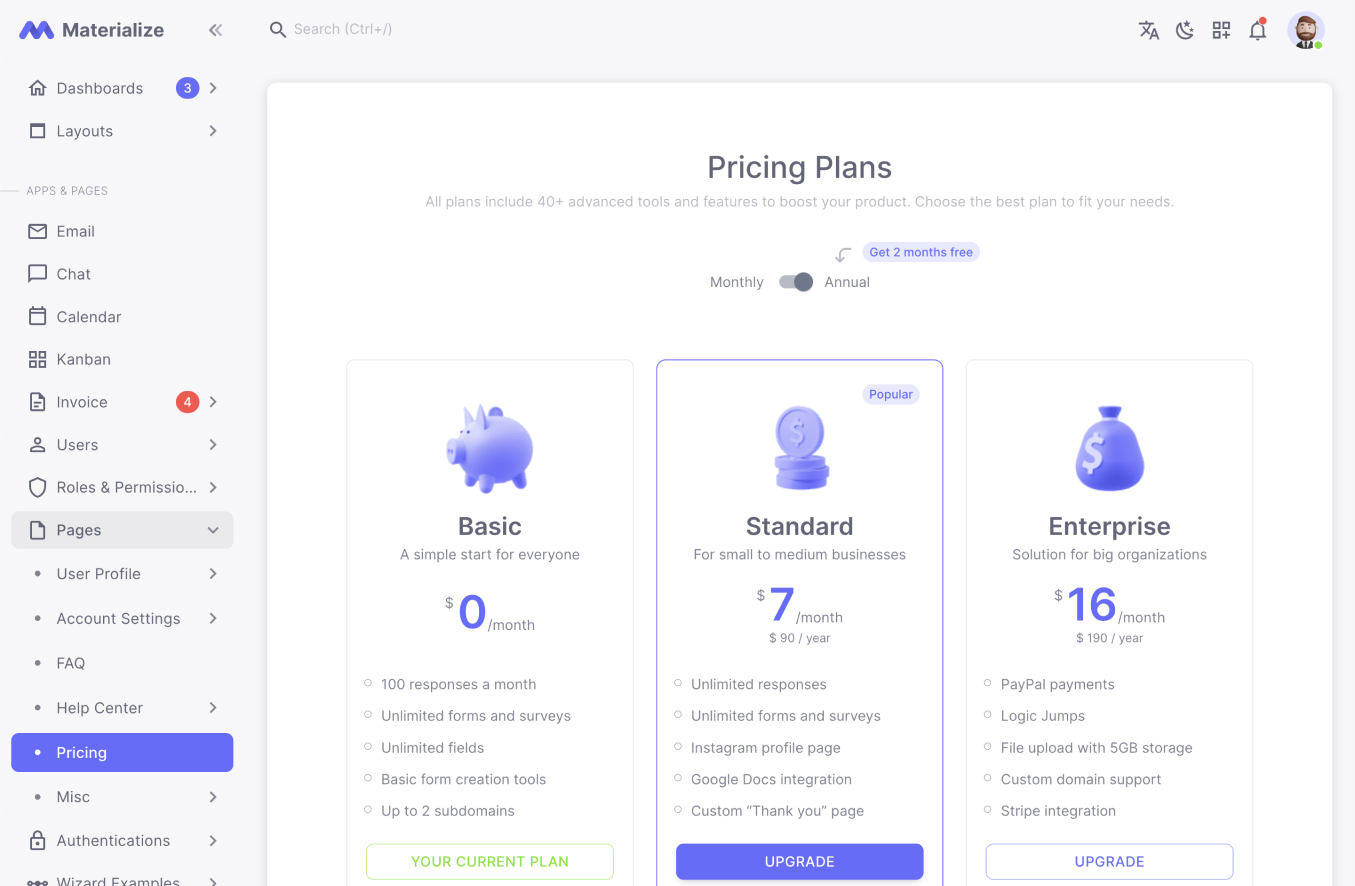 Materialize
Search (Ctrl+/)
Dashboards 3
Layouts
APPS & PAGES
Email
Chat
Calendar
Kanban
Invoice 4
Users
Roles & Permissio...
Pages
User Profile
Account Settings
FAQ
Help Center
Pricing
Misc
Authentications
Wizard Examples
Pricing Plans
All plans include 40+ advanced tools and features to boost your product. Choose the best plan to fit your needs.
Get 2 months free
Monthly Annual
Basic
A simple start for everyone
$ 0 /month
100 responses a month
Unlimited forms and surveys
Unlimited fields
Basic form creation tools
Up to 2 subdomains
YOUR CURRENT PLAN
Popular
$
Standard
For small to medium businesses
$ 7 /month
$ 90 / year
Unlimited responses
Unlimited forms and surveys
Instagram profile page
Google Docs integration
Custom “Thank you” page
UPGRADE
$
Enterprise
Solution for big organizations
$ 16 /month
$ 190 / year
PayPal payments
Logic Jumps
File upload with 5GB storage
Custom domain support
Stripe integration
UPGRADE